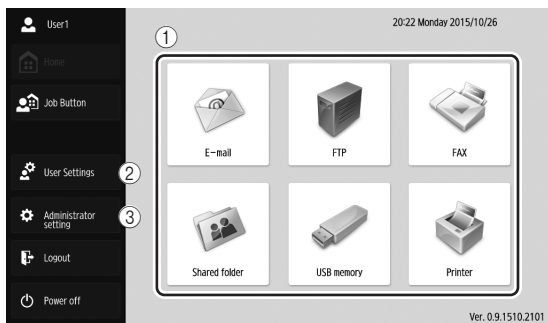 User1
20:22 Monday 2015/10/26
1
Home
Job Button
E-mail
FTP
FAX
User Settings
2
Administrator
setting
3
Logout
Shared folder
USB memory
Printer
Power off
Ver. 0.9.1510.2101